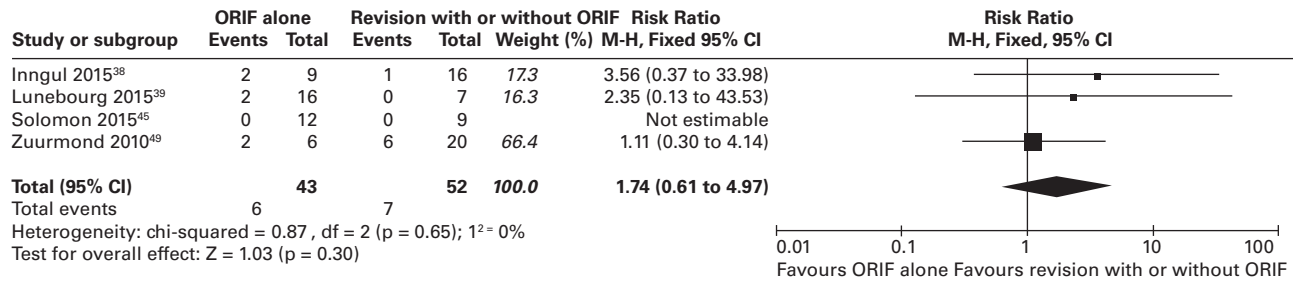 ORIF alone Revision with or without ORIF Risk Ratio Risk Ratio
Study or subgroup Events Total Events Total Weight (%) M-H, Fixed 95% CI M-H, Fixed, 95% CI
Inngul 2015³⁸ 2 9 1 16 17.3 3.56 (0.37 to 33.98)
Lunebourg 2015³⁹ 2 16 0 7 16.3 2.35 (0.13 to 43.53)
Solomon 2015⁴⁵ 0 12 0 9 Not estimable
Zuurmond 2010⁴⁹ 2 6 6 20 66.4 1.11 (0.30 to 4.14)
Total (95% CI) 43 52 100.0 1.74 (0.61 to 4.97)
Total events 6 7
Heterogeneity: chi-squared = 0.87 , df = 2 (p = 0.65); 1² ⁼ 0%
Test for overall effect: Z = 1.03 (p = 0.30)
0.01 0.1 1 10 100
Favours ORIF alone Favours revision with or without ORIF